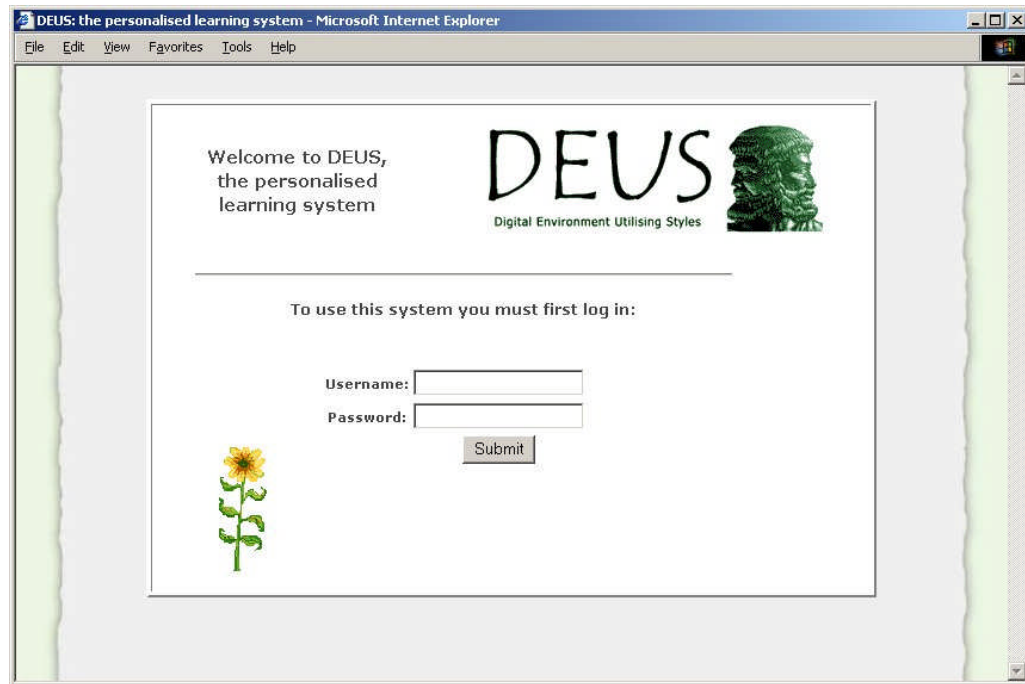 DEUS: the personalised learning system - Microsoft Internet Explorer
File Edit View Favorites Tools Help
Welcome to DEUS,
the personalised
learning system
DEUS
Digital Environment Utilising Styles
To use this system you must first log in:
Username:
Password:
Submit